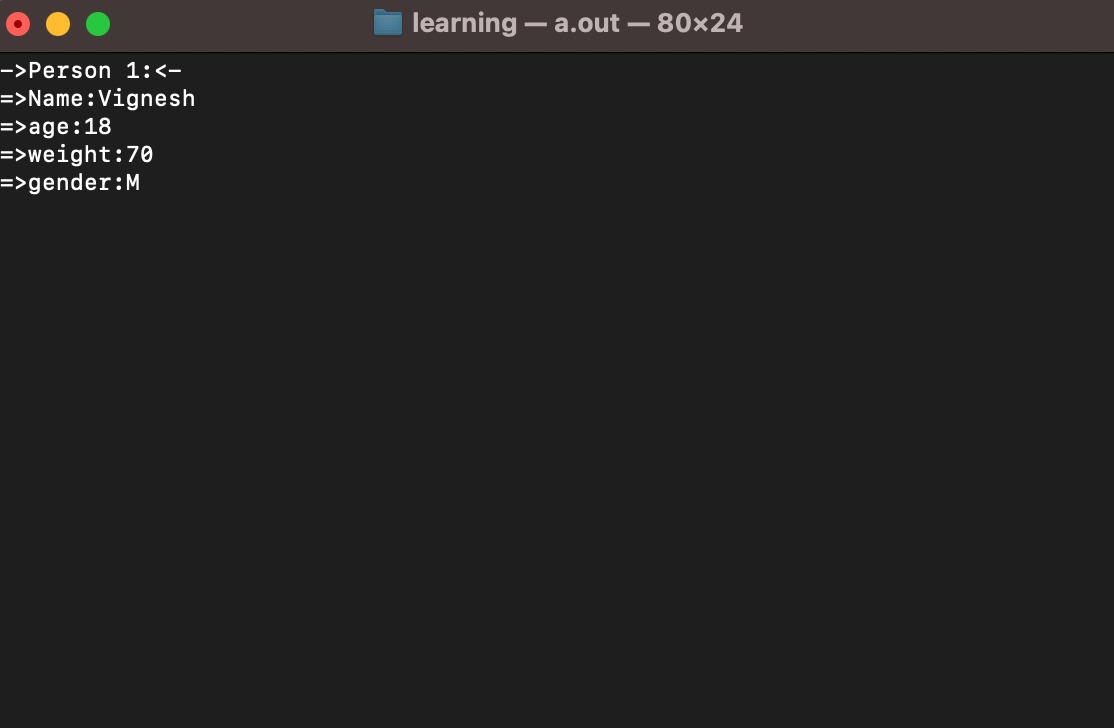 learning — a.out — 80×24
->Person 1:<-
=>Name:Vignesh
=>age:18
=>weight:70
=>gender:M